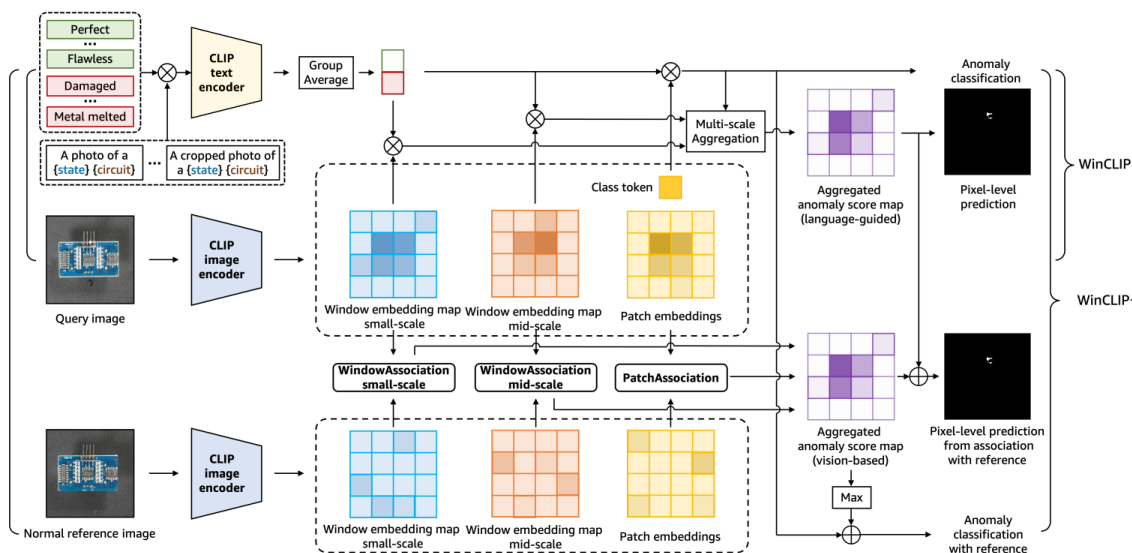 Perfect
...
Flawless
Damaged
...
Metal melted
CLIP
text
encoder
Group
Average
A photo of a
{state} {circuit}
...
A cropped photo of
a {state} {circuit}
Multi-scale
Aggregation
Class token
Anomaly
classification
Aggregated
anomaly score map
(language-guided)
Pixel-level
prediction
WinCLIP
CLIP
image
encoder
Query image
Window embedding map
small-scale
Window embedding map
mid-scale
Patch embeddings
WinCLIP+
WindowAssociation
small-scale
WindowAssociation
mid-scale
PatchAssociation
Aggregated
anomaly score map
(vision-based)
Pixel-level prediction
from association
with reference
CLIP
image
encoder
Normal reference image
Window embedding map
small-scale
Window embedding map
mid-scale
Patch embeddings
Max
Anomaly
classification
with reference